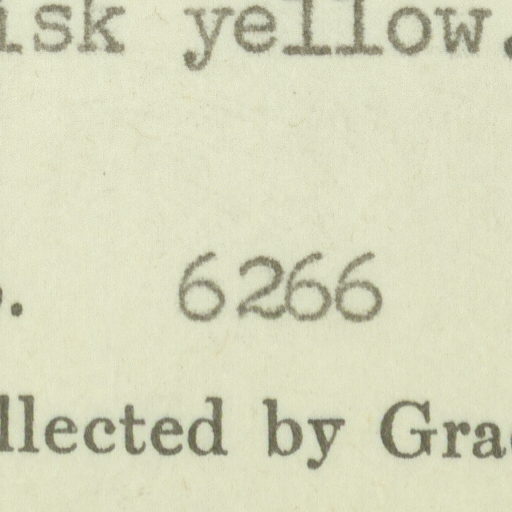 isk yellow.
. 6266
llected by Gra